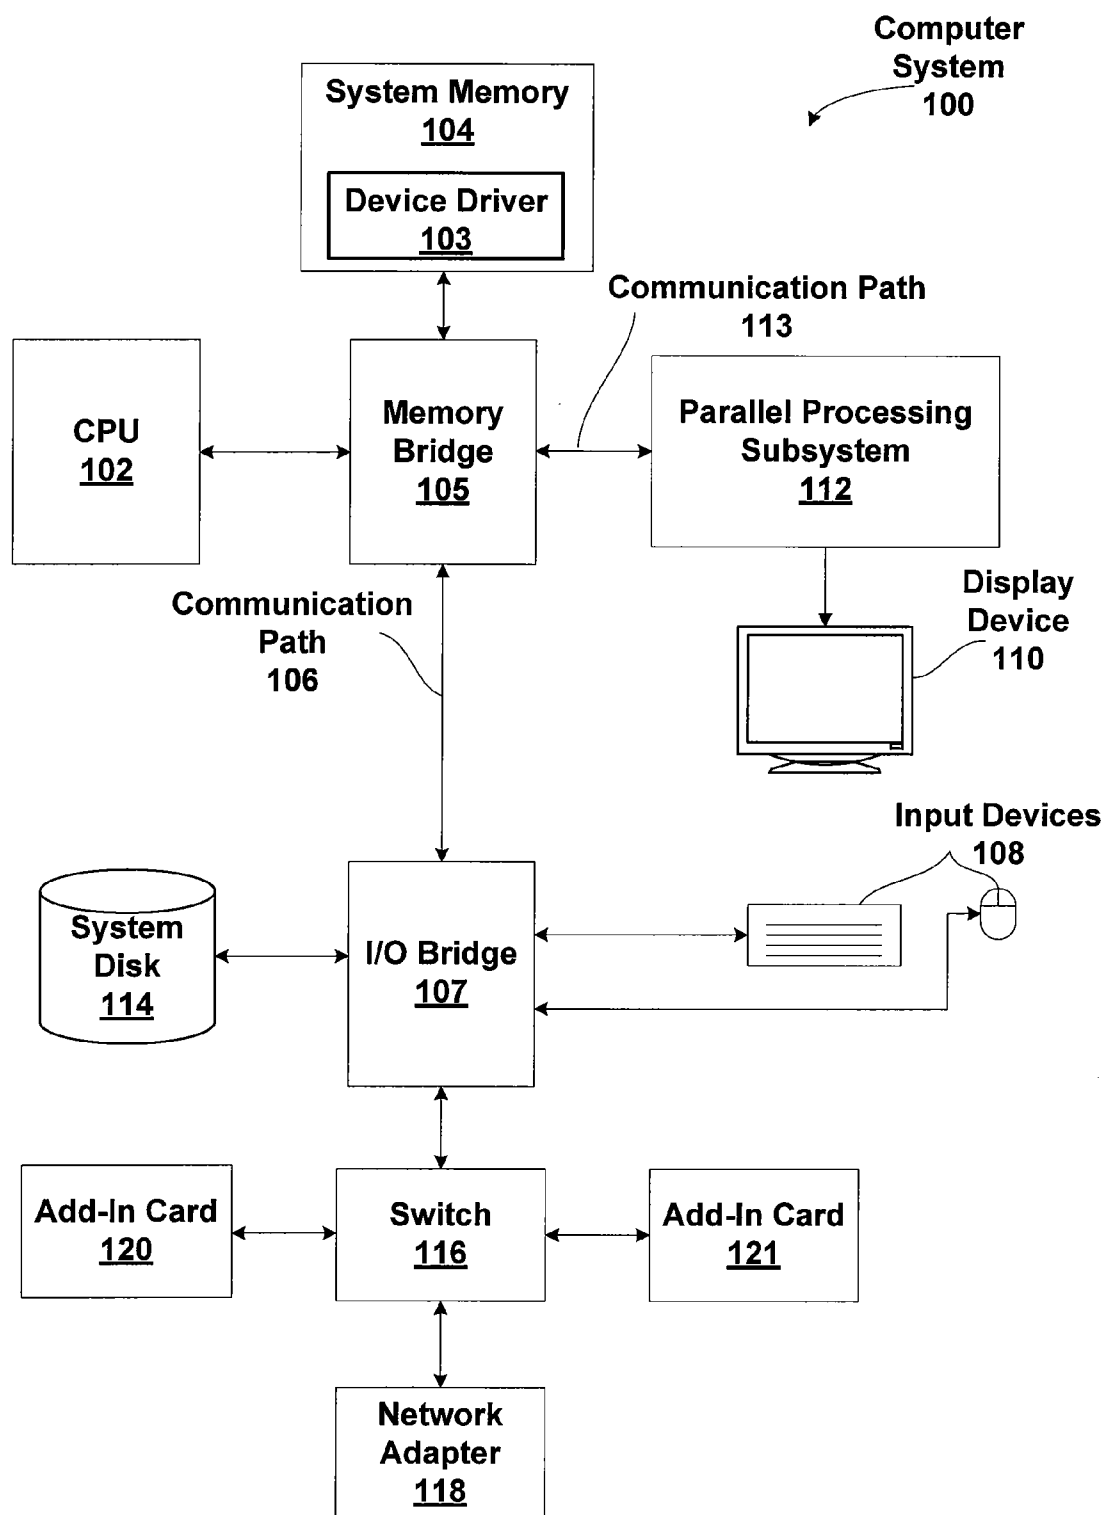 Computer
System
100
System Memory
104
Device Driver
103
Communication Path
113
CPU
102
Memory
Bridge
105
Parallel Processing
Subsystem
112
Communication
Path
106
Display
Device
110
Input Devices
108
System
Disk
114
I/O Bridge
107
Add-In Card
120
Switch
116
Add-In Card
121
Network
Adapter
118